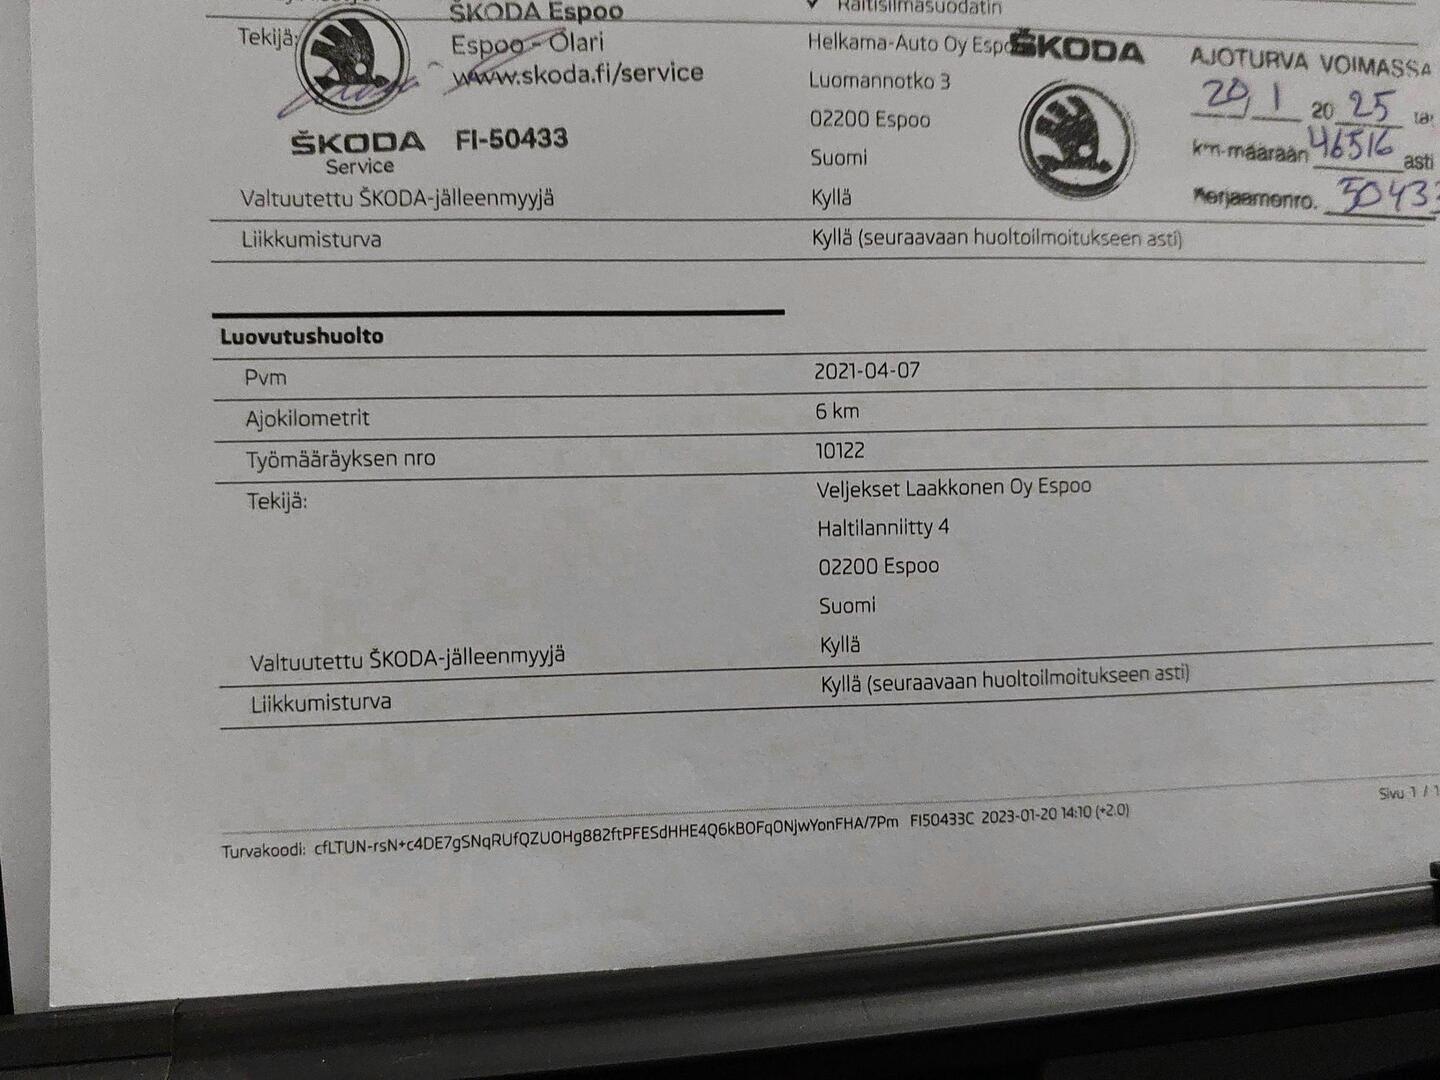 ŠKODA Espoo
Raitisilmasuodatin
Tekijä:
Espoo - Olari
www.skoda.fi/service
Helkama-Auto Oy Espoo
ŠKODA
AJOTURVA VOIMASSA
20, 1 2025
Luomannotko 3
02200 Espoo
km-määrään 46516 asti
ŠKODA FI-50433
Service
Suomi
50433
Valtuutettu ŠKODA-jälleenmyyjä
Kyllä
Liikkumisturva
Kyllä (seuraavaan huoltoilmoitukseen asti)
Luovutushuolto
Pvm
2021-04-07
Ajokilometrit
6 km
Työmääräyksen nro
10122
Tekijä:
Veljekset Laakkonen Oy Espoo
Haltilanniitty 4
02200 Espoo
Suomi
Valtuutettu ŠKODA-jälleenmyyjä
Kyllä
Liikkumisturva
Kyllä (seuraavaan huoltoilmoitukseen asti)
Sivu 1 / 1
Turvakoodi: cfLTUN-rsN+c4DE7gSNqRUfQZUOHg882ftPFESdHHE4Q6kBOFqONjwYonFHA/7Pm FI50433C 2023-01-20 14:10 (+2.0)